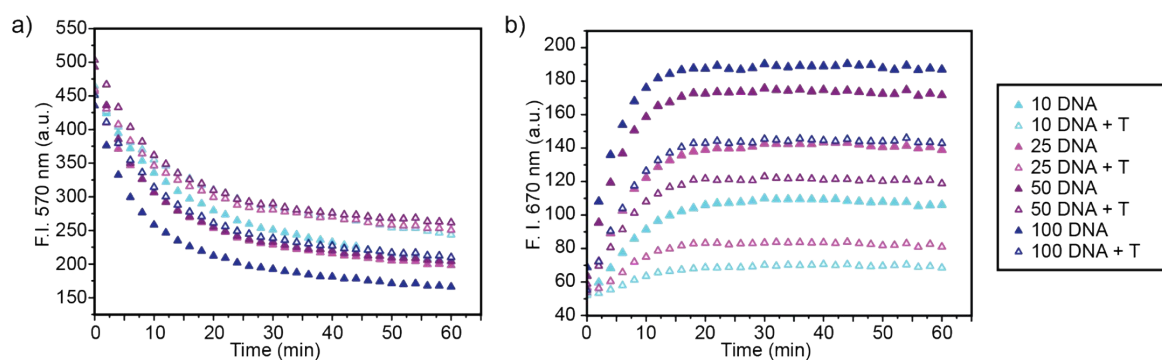 a)
F.I. 570 nm (a.u.)
550
500
450
400
350
300
250
200
150
0 10 20 30 40 50 60
Time (min)
b)
F. I. 670 nm (a.u.)
200
180
160
140
120
100
80
60
40
0 10 20 30 40 50 60
Time (min)
10 DNA
10 DNA + T
25 DNA
25 DNA + T
50 DNA
50 DNA + T
100 DNA
100 DNA + T